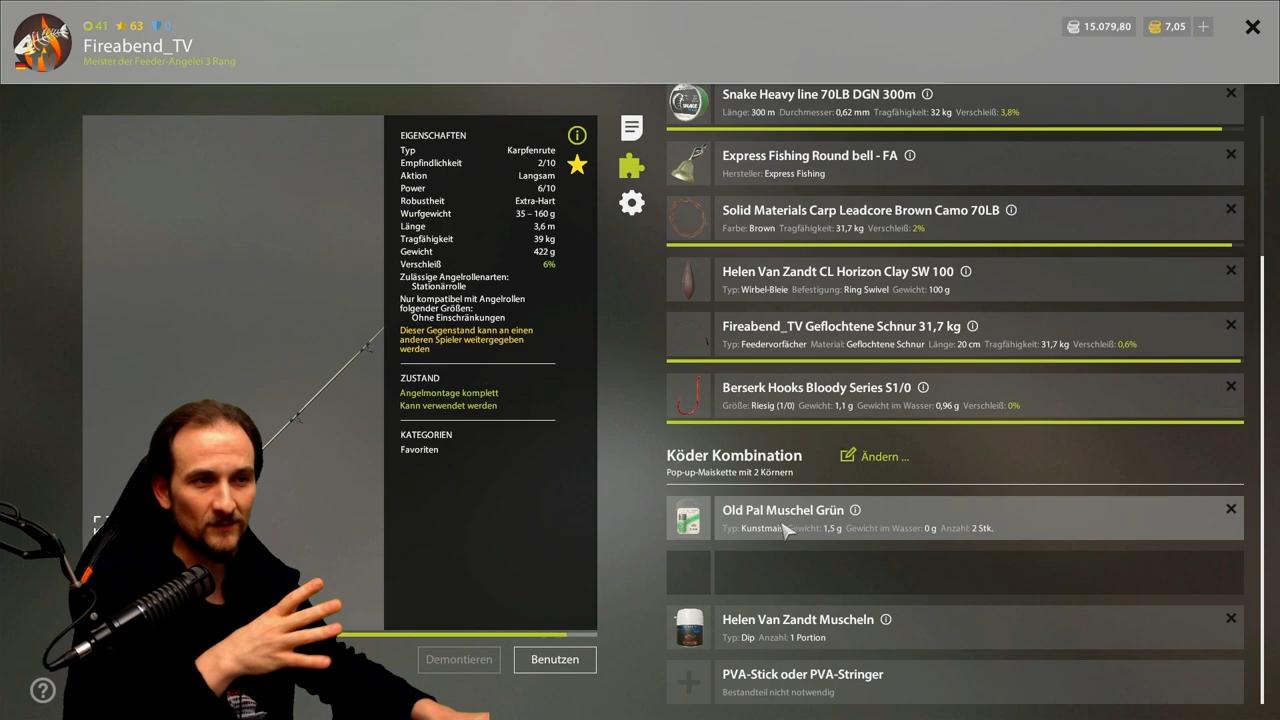 41 63 0
Fireabend_TV
Meister der Feeder-Angelei 3 Rang
15.079,80 7,05
EIGENSCHAFTEN
Typ Karpfenrute
Empfindlichkeit 2/10
Aktion Langsam
Power 6/10
Robustheit Extra-Hart
Wurfgewicht 35 – 160 g
Länge 3,6 m
Tragfähigkeit 39 kg
Gewicht 422 g
Verschleiß 6%
Zulässige Angelrollenarten:
Stationärrolle
Nur kompatibel mit Angelrollen
folgender Größen:
Ohne Einschränkungen
Dieser Gegenstand kann an einen
anderen Spieler weitergegeben
werden
ZUSTAND
Angelmontage komplett
Kann verwendet werden
KATEGORIEN
Favoriten
Demontieren Benutzen
Snake Heavy line 70LB DGN 300m
Länge: 300 m Durchmesser: 0,62 mm Tragfähigkeit: 32 kg Verschleiß: 3,8%
Express Fishing Round bell - FA
Hersteller: Express Fishing
Solid Materials Carp Leadcore Brown Camo 70LB
Farbe: Brown Tragfähigkeit: 31,7 kg Verschleiß: 2%
Helen Van Zandt CL Horizon Clay SW 100
Typ: Wirbel-Bleie Befestigung: Ring Swivel Gewicht: 100 g
Fireabend_TV Geflochtene Schnur 31,7 kg
Typ: Feedervorfächer Material: Geflochtene Schnur Länge: 20 cm Tragfähigkeit: 31,7 kg Verschleiß: 0,6%
Berserk Hooks Bloody Series S1/0
Größe: Riesig (1/0) Gewicht: 1,1 g Gewicht im Wasser: 0,96 g Verschleiß: 0%
Köder Kombination Ändern ...
Pop-up-Maiskette mit 2 Körnern
Old Pal Muschel Grün
Typ: Kunstmais Gewicht: 1,5 g Gewicht im Wasser: 0 g Anzahl: 2 Stk.
Helen Van Zandt Muscheln
Typ: Dip Anzahl: 1 Portion
PVA-Stick oder PVA-Stringer
Bestandteil nicht notwendig